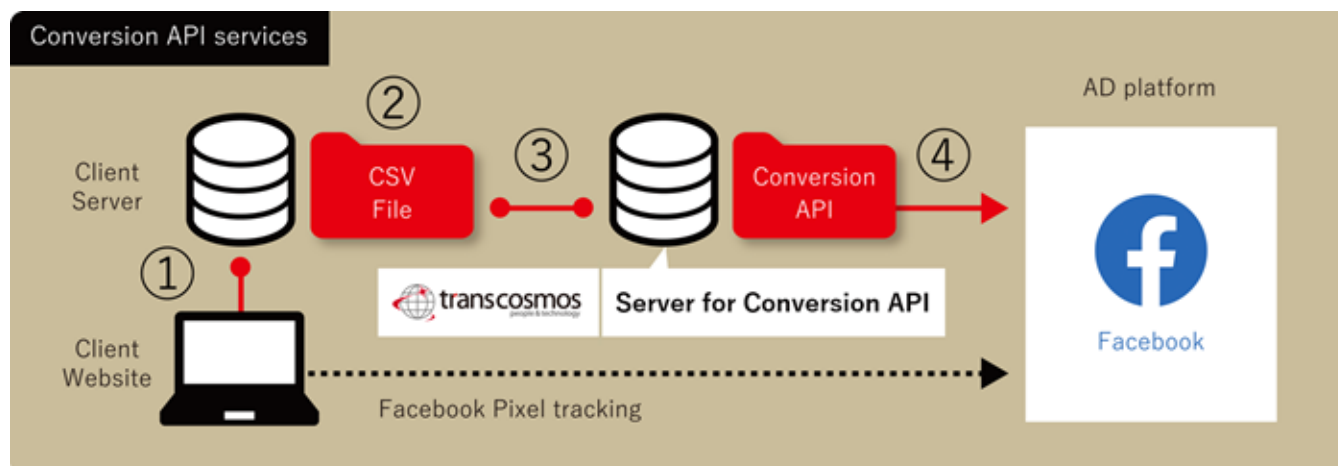 Conversion API services
AD platform
②
Client
Server
CSV
File
③
Conversion
API
④
①
transcosmos
people & technology
Server for Conversion API
Client
Website
Facebook Pixel tracking
f
Facebook